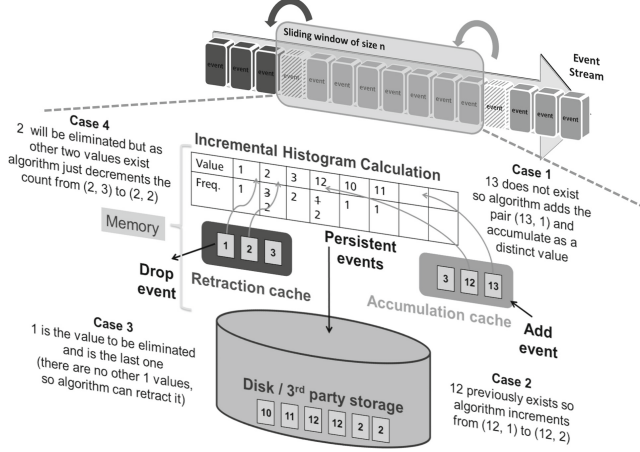 Sliding window of size n
Event
Stream
event
event
event
event
event
event
event
event
event
event
event
event
event
event
Case 4
2 will be eliminated but as
other two values exist
algorithm just decrements the
count from (2, 3) to (2, 2)
Incremental Histogram Calculation
Value 1 2 3 12 10 11
Freq. 1 3 2 1 1 1
2 2
Case 1
13 does not exist
so algorithm adds the
pair (13, 1) and
accumulate as a
distinct value
Memory
1 2 3
Drop
event
Retraction cache
Persistent
events
3 12 13
Accumulation cache
Add
event
Case 3
1 is the value to be eliminated
and is the last one
(there are no other 1 values,
so algorithm can retract it)
Disk / 3rd party storage
10 11 12 12 2 2
Case 2
12 previously exists so
algorithm increments
from (12, 1) to (12, 2)